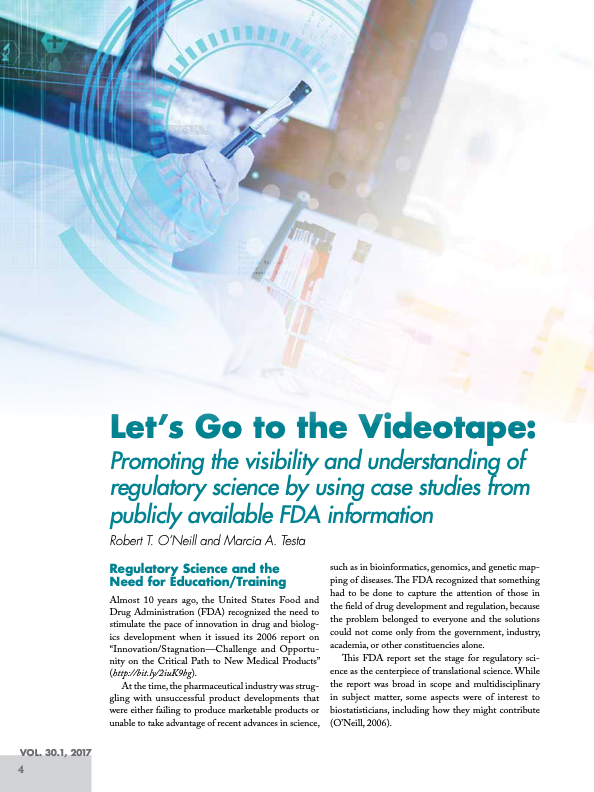 Let's Go to the Videotape:
Promoting the visibility and understanding of
regulatory science by using case studies from
publicly available FDA information
Robert T. O'Neill and Marcia A. Testa
Regulatory Science and the
Need for Education/Training
Almost 10 years ago, the United States Food and
Drug Administration (FDA) recognized the need to
stimulate the pace of innovation in drug and biolog-
ics development when it issued its 2006 report on
“Innovation/Stagnation—Challenge and Opportu-
nity on the Critical Path to New Medical Products”
(http://bit.ly/2iuK9hg).
At the time, the pharmaceutical industry was strug-
gling with unsuccessful product developments that
were either failing to produce marketable products or
unable to take advantage of recent advances in science,
such as in bioinformatics, genomics, and genetic map-
ping of diseases. The FDA recognized that something
had to be done to capture the attention of those in
the field of drug development and regulation, because
the problem belonged to everyone and the solutions
could not come only from the government, industry,
academia, or other constituencies alone.
This FDA report set the stage for regulatory sci-
ence as the centerpiece of translational science. While
the report was broad in scope and multidisciplinary
in subject matter, some aspects were of interest to
biostatisticians, including how they might contribute
(O'Neill, 2006).
VOL. 30.1, 2017
4